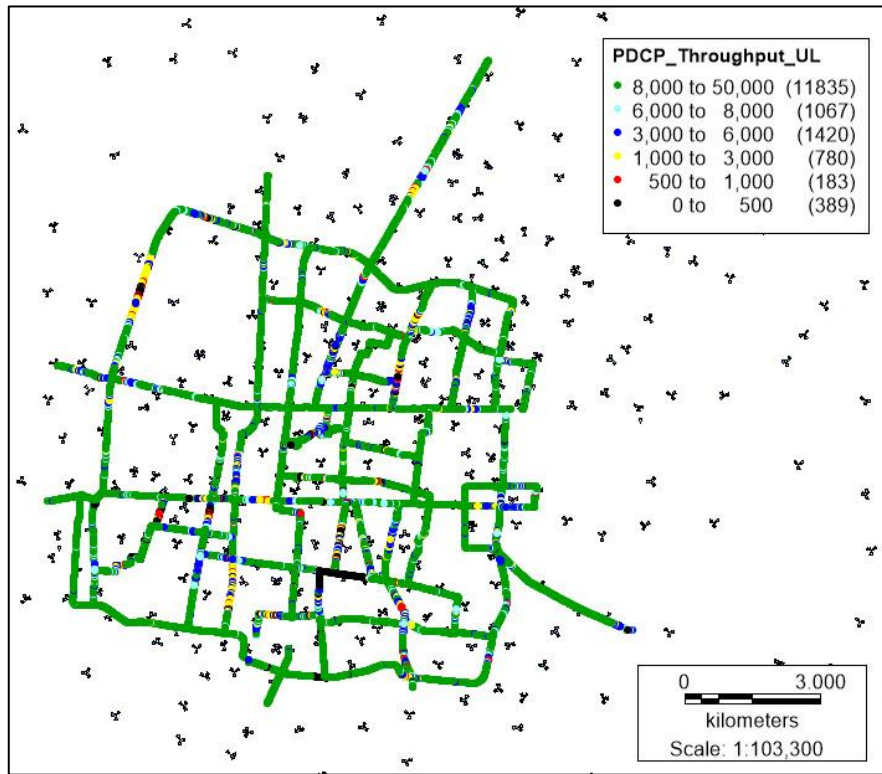 PDCP_Throughput_UL
8,000 to 50,000 (11835)
6,000 to 8,000 (1067)
3,000 to 6,000 (1420)
1,000 to 3,000 (780)
500 to 1,000 (183)
0 to 500 (389)
0 3.000
kilometers
Scale: 1:103,300